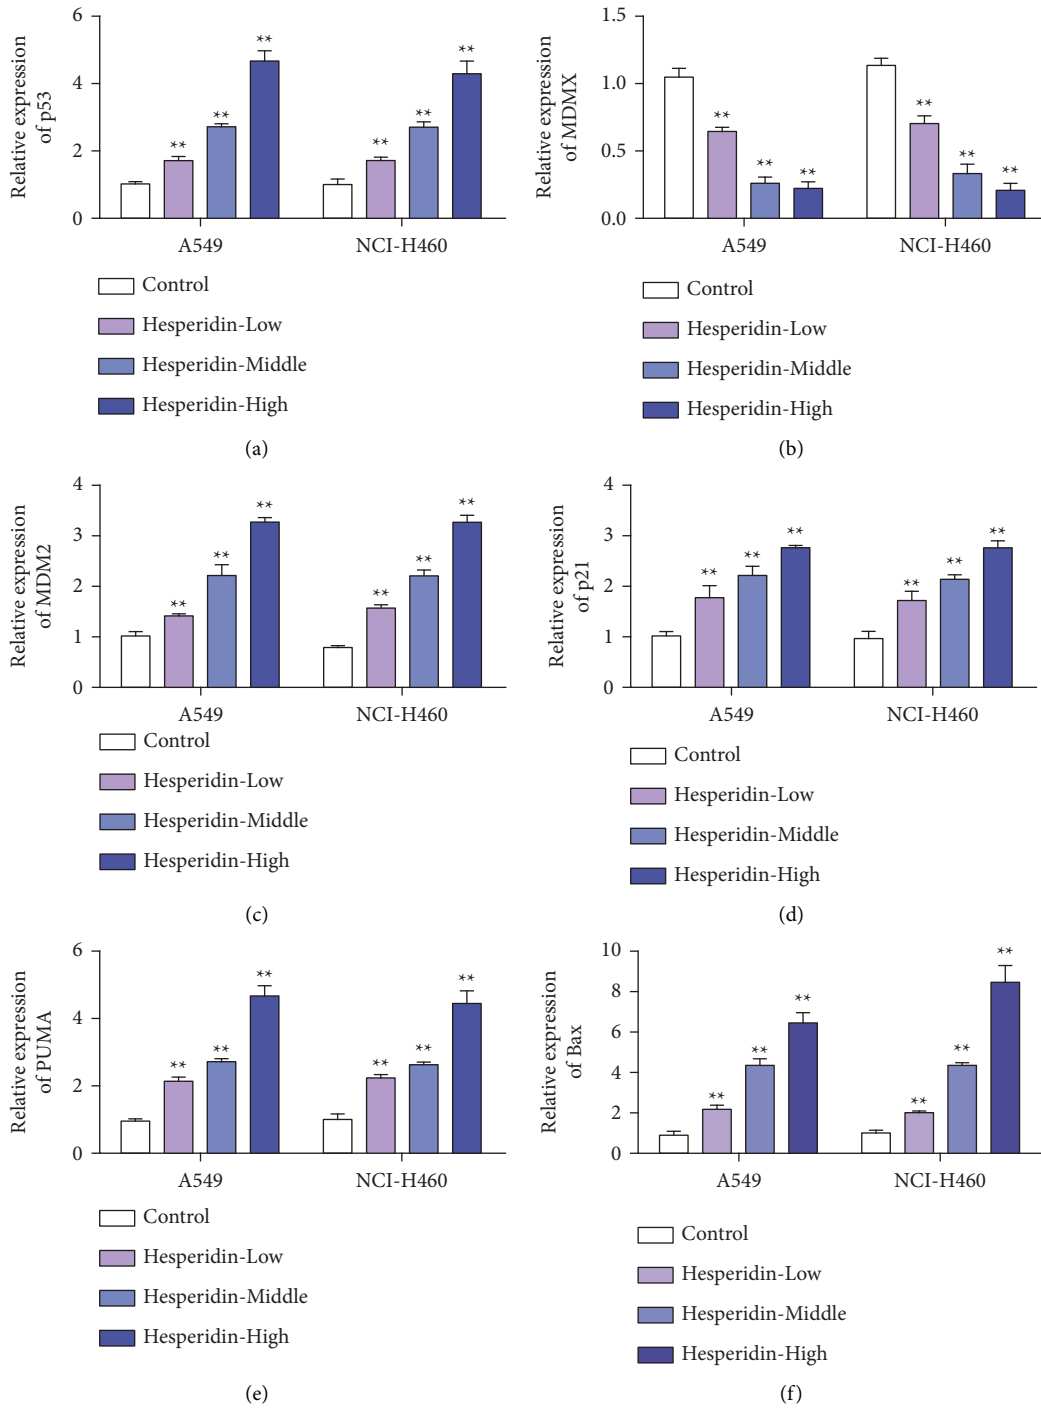 Relative expression
of p53
6
4
2
0
**
**
**
**
**
**
A549
NCI-H460
Control
Hesperidin-Low
Hesperidin-Middle
Hesperidin-High
(a)
Relative expression
of MDMX
1.5
1.0
0.5
0.0
**
**
**
**
**
**
A549
NCI-H460
Control
Hesperidin-Low
Hesperidin-Middle
Hesperidin-High
(b)
Relative expression
of MDM2
4
3
2
1
0
**
**
**
**
**
**
A549
NCI-H460
Control
Hesperidin-Low
Hesperidin-Middle
Hesperidin-High
(c)
Relative expression
of p21
4
3
2
1
0
**
**
**
**
**
**
A549
NCI-H460
Control
Hesperidin-Low
Hesperidin-Middle
Hesperidin-High
(d)
Relative expression
of PUMA
6
4
2
0
**
**
**
**
**
**
A549
NCI-H460
Control
Hesperidin-Low
Hesperidin-Middle
Hesperidin-High
(e)
Relative expression
of Bax
10
8
6
4
2
0
**
**
**
**
**
**
A549
NCI-H460
Control
Hesperidin-Low
Hesperidin-Middle
Hesperidin-High
(f)